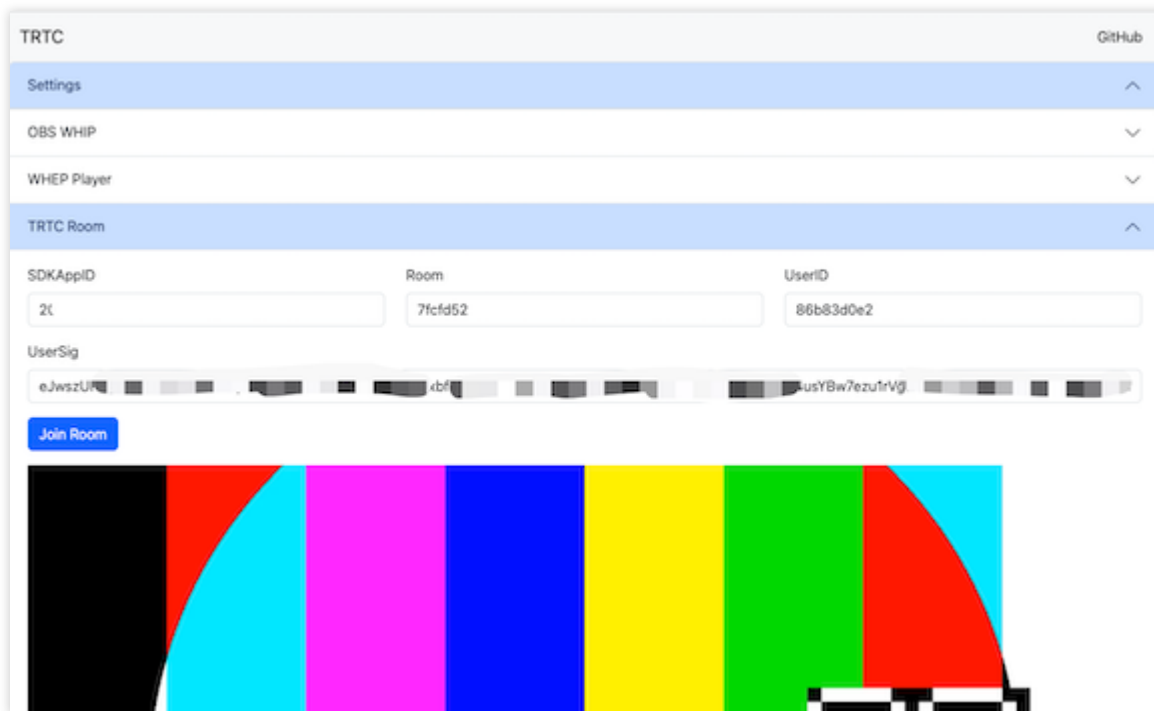 TRTC GitHub
Settings
OBS WHIP
WHEP Player
TRTC Room
SDKAppID Room UserID
7fcfd52 86b83d0e2
UserSig
Join Room